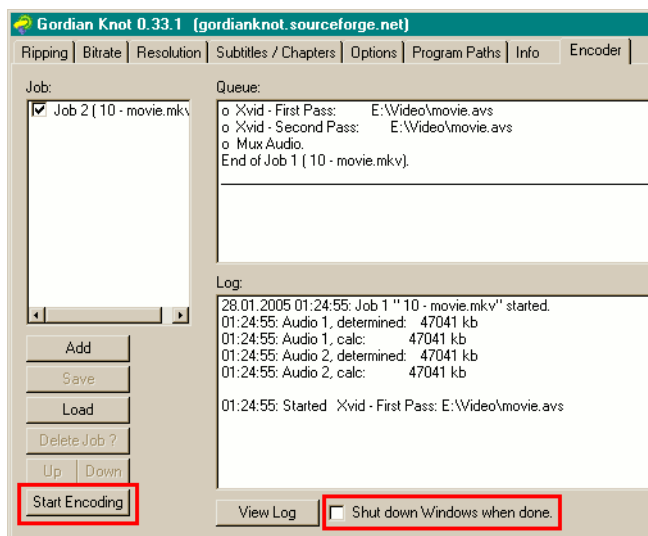 Gordian Knot 0.33.1 (gordianknot.sourceforge.net)
Ripping Bitrate Resolution Subtitles / Chapters Options Program Paths Info Encoder
Job:
Job 2 ( 10 - movie.mkv
Queue:
o Xvid - First Pass: E:\Video\movie.avs
o Xvid - Second Pass: E:\Video\movie.avs
o Mux Audio.
End of Job 1 ( 10 - movie.mkv).
Log:
28.01.2005 01:24:55: Job 1 " 10 - movie.mkv" started.
01:24:55: Audio 1, determined: 47041 kb
01:24:55: Audio 1, calc: 47041 kb
01:24:55: Audio 2, determined: 47041 kb
01:24:55: Audio 2, calc: 47041 kb
01:24:55: Started Xvid - First Pass: E:\Video\movie.avs
Add
Save
Load
Delete Job ?
Up Down
Start Encoding
View Log
Shut down Windows when done.